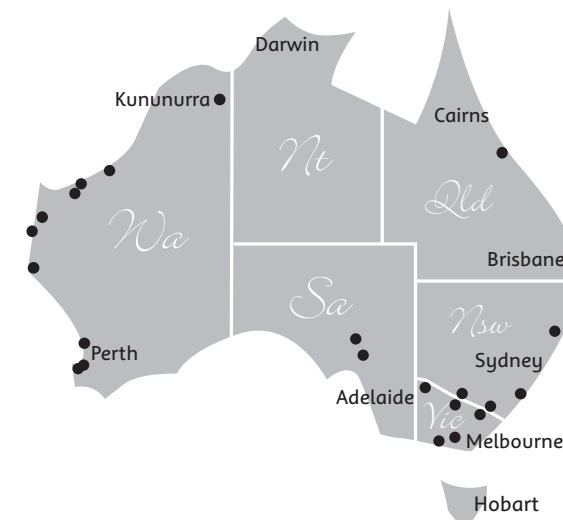 Darwin
Kununurra
Cairns
Nt
Qld
Wa
Brisbane
Sa
Nsw
Perth
Sydney
Adelaide
Vic
Melbourne
Hobart